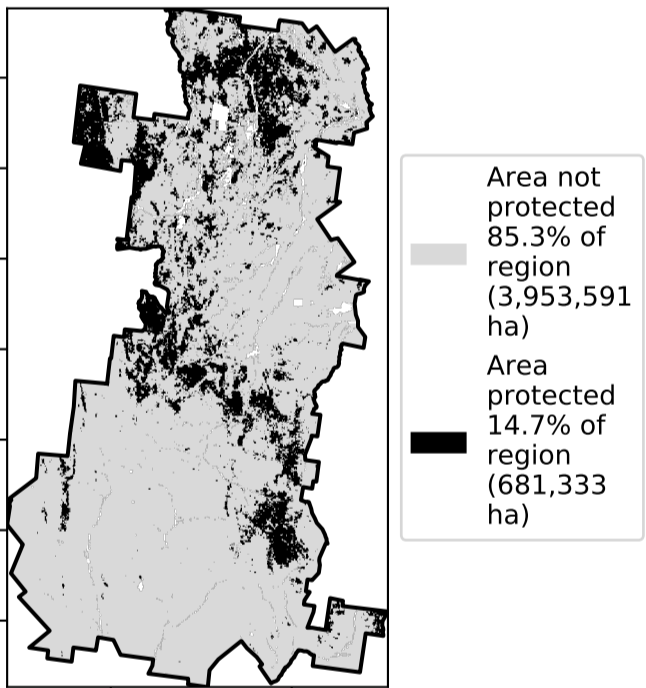 Area not
protected
85.3% of
region
(3,953,591
ha)
Area
protected
14.7% of
region
(681,333
ha)